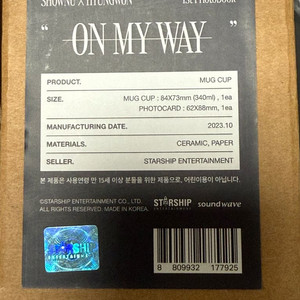 SHOWNU X HYUNGWON 1st Photobook
“ ON MY WAY ”
PRODUCT. MUG CUP
SIZE. MUG CUP : 84X73mm (340ml) , 1ea
PHOTOCARD : 62X88mm, 1ea
MANUFACTURING DATE. 2023.10
MATERIALS. CERAMIC, PAPER
SELLER. STARSHIP ENTERTAINMENT
본 제품은 사용연령 만 15세 이상 분들을 위한 제품으로, 어린이용이 아닙니다.
©STARSHIP ENTERTAINMENT CO., LTD.
ALL RIGHTS RESERVED. MADE IN KOREA.
STARSHIP
ENTERTAINMENT
soundwave
8 809932 177925